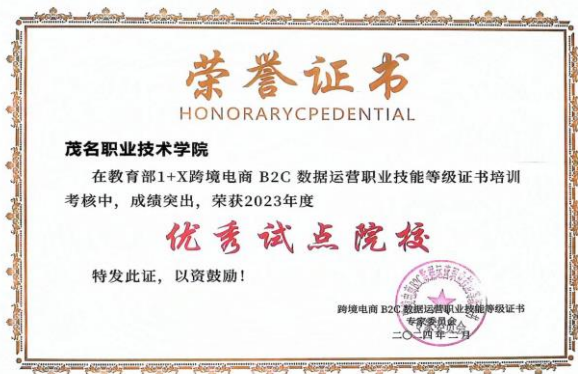 荣誉证书
HONORARYCPEDENTIAL
茂名职业技术学院
在教育部1+X跨境电商 B2C 数据运营职业技能等级证书培训
考核中，成绩突出，荣获2023年度
优秀试点院校
特发此证，以资鼓励！
跨境电商 B2C 数据运营职业技能等级证书
专家委员会
二〇二四年二月